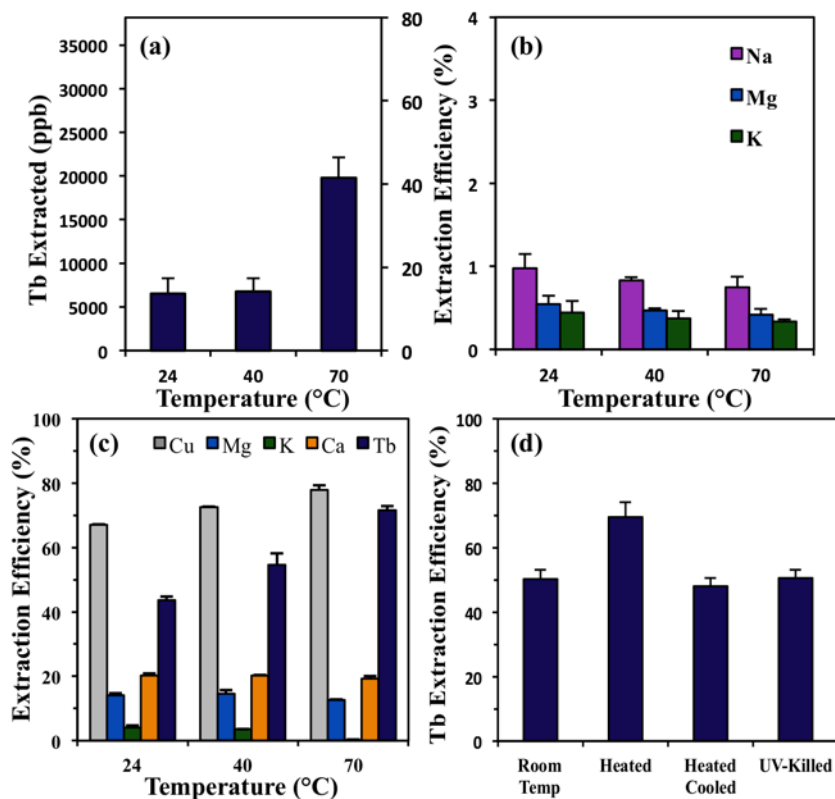 (a)
Tb Extracted (ppb)
35000
30000
25000
20000
15000
10000
5000
0
80
60
40
20
0
24 40 70
Temperature (°C)
(b)
Extraction Efficiency (%)
4
3
2
1
0
Na
Mg
K
24 40 70
Temperature (°C)
(c)
Extraction Efficiency (%)
100
80
60
40
20
0
Cu Mg K Ca Tb
24 40 70
Temperature (°C)
(d)
Tb Extraction Efficiency (%)
100
80
60
40
20
0
Room Heated Heated UV-Killed
Temp Cooled